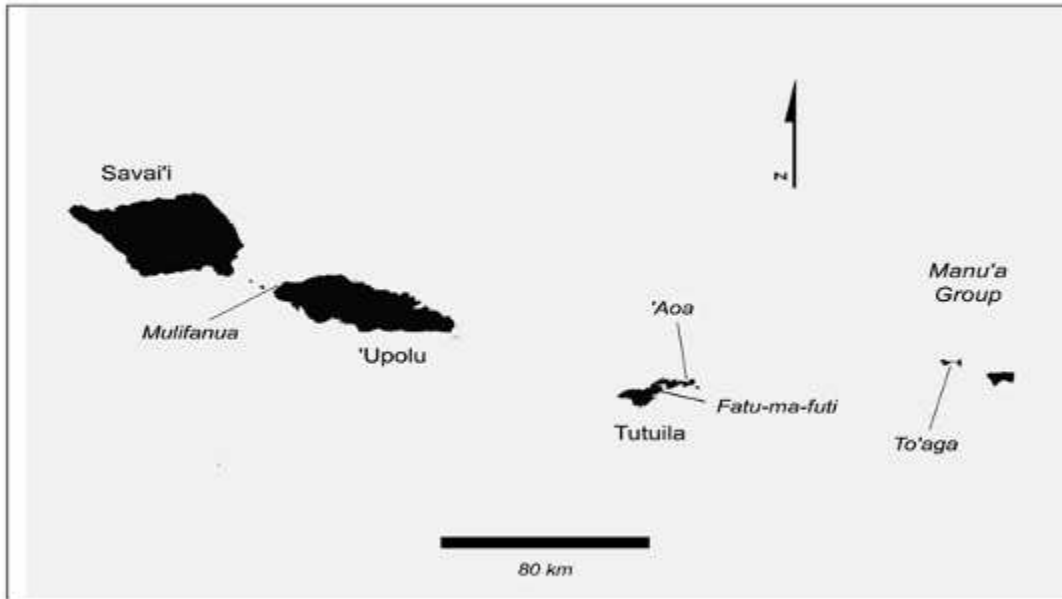 Savai'i
Manu'a
Group
'Aoa
Mulifanua
'Upolu
Fatu-ma-futi
Tutuila
To'aga
80 km
N